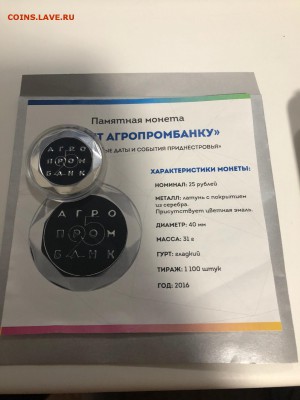 COINS.LAVE.RU
Памятная монета
Т АГРОПРОМБАНКУ»
ЫЕ ДАТЫ И СОБЫТИЯ ПРИДНЕСТРОВЬЯ»
АГРО
ПРОМ
БАНК
АГРО
ПРОМ
БАНК
ХАРАКТЕРИСТИКИ МОНЕТЫ:
НОМИНАЛ: 15 рублей
МЕТАЛЛ: латунь с покрытием
из серебра.
Присутствует цветная эмаль
ДИАМЕТР: 40 мм
МАССА: 31 г
ГУРТ: гладкий
ТИРАЖ: 1 100 штук
ГОД: 2016